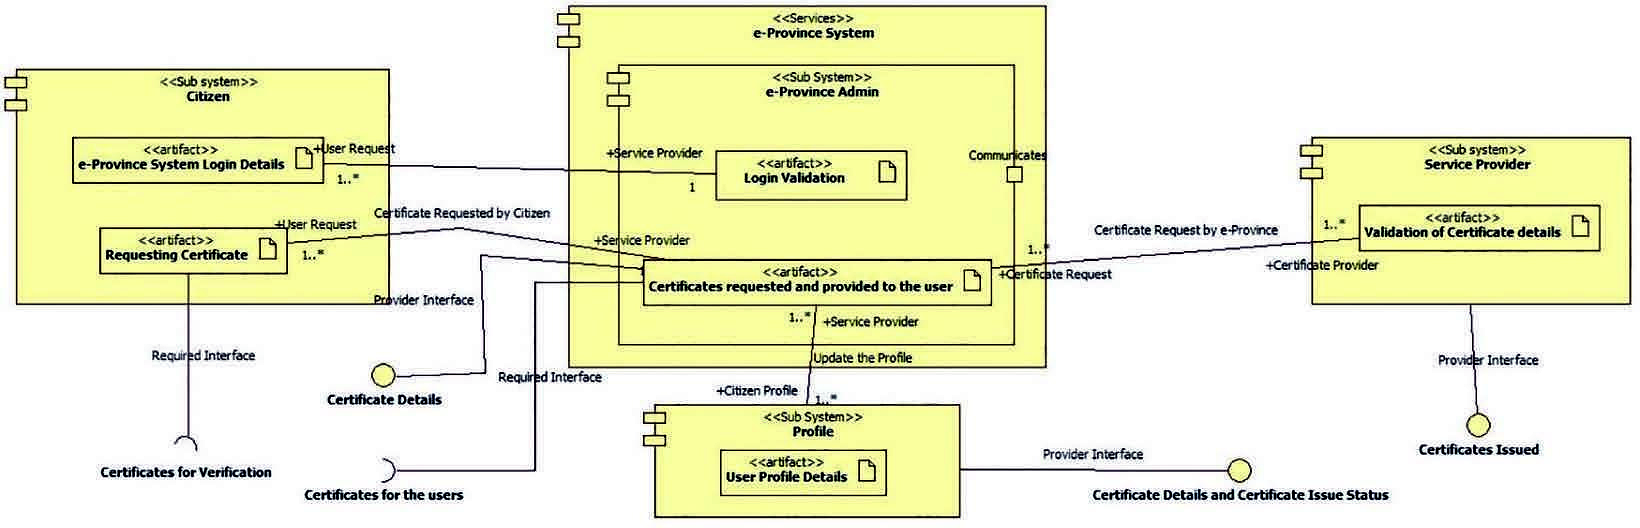 <<Services>>
e-Province System
<<Sub system>>
Citizen
<<Sub System>>
e-Province Admin
<<artifact>>
e-Province System Login Details
+User Request
1..*
+Service Provider
1
<<artifact>>
Login Validation
Communicates
<<Sub system>>
Service Provider
<<artifact>>
Requesting Certificate
+User Request
1..*
Certificate Requested by Citizen
+Service Provider
<<artifact>>
Certificates requested and provided to the user
1..*
+Certificate Request
Certificate Request by e-Province
1..*
+Certificate Provider
<<artifact>>
Validation of Certificate details
Provider Interface
1..*
+Service Provider
Required Interface
Required Interface
Update the Profile
Provider Interface
Certificate Details
+Citizen Profile
1..*
<<Sub System>>
Profile
<<artifact>>
User Profile Details
Provider Interface
Certificates Issued
Certificates for Verification
Certificates for the users
Certificate Details and Certificate Issue Status